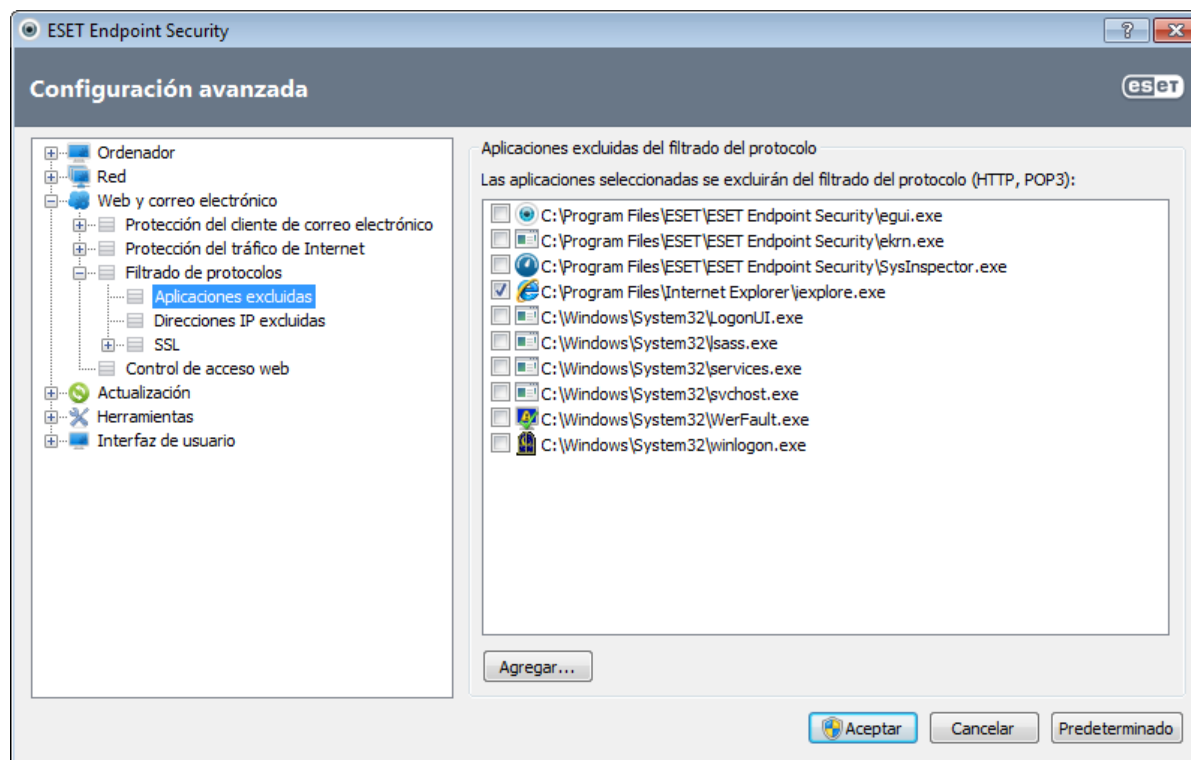 ESET Endpoint Security
?
Configuración avanzada
eset
Ordenador
Red
Web y correo electrónico
Protección del cliente de correo electrónico
Protección del tráfico de Internet
Filtrado de protocolos
Aplicaciones excluidas
Direcciones IP excluidas
SSL
Control de acceso web
Actualización
Herramientas
Interfaz de usuario
Aplicaciones excluidas del filtrado del protocolo
Las aplicaciones seleccionadas se excluirán del filtrado del protocolo (HTTP, POP3):
C:\Program Files\ESET\ESET Endpoint Security\egui.exe
C:\Program Files\ESET\ESET Endpoint Security\ekrn.exe
C:\Program Files\ESET\ESET Endpoint Security\SysInspector.exe
C:\Program Files\Internet Explorer\iexplore.exe
C:\Windows\System32\LogonUI.exe
C:\Windows\System32\lsass.exe
C:\Windows\System32\services.exe
C:\Windows\System32\svchost.exe
C:\Windows\System32\WerFault.exe
C:\Windows\System32\winlogon.exe
Agregar...
Aceptar
Cancelar
Predeterminado